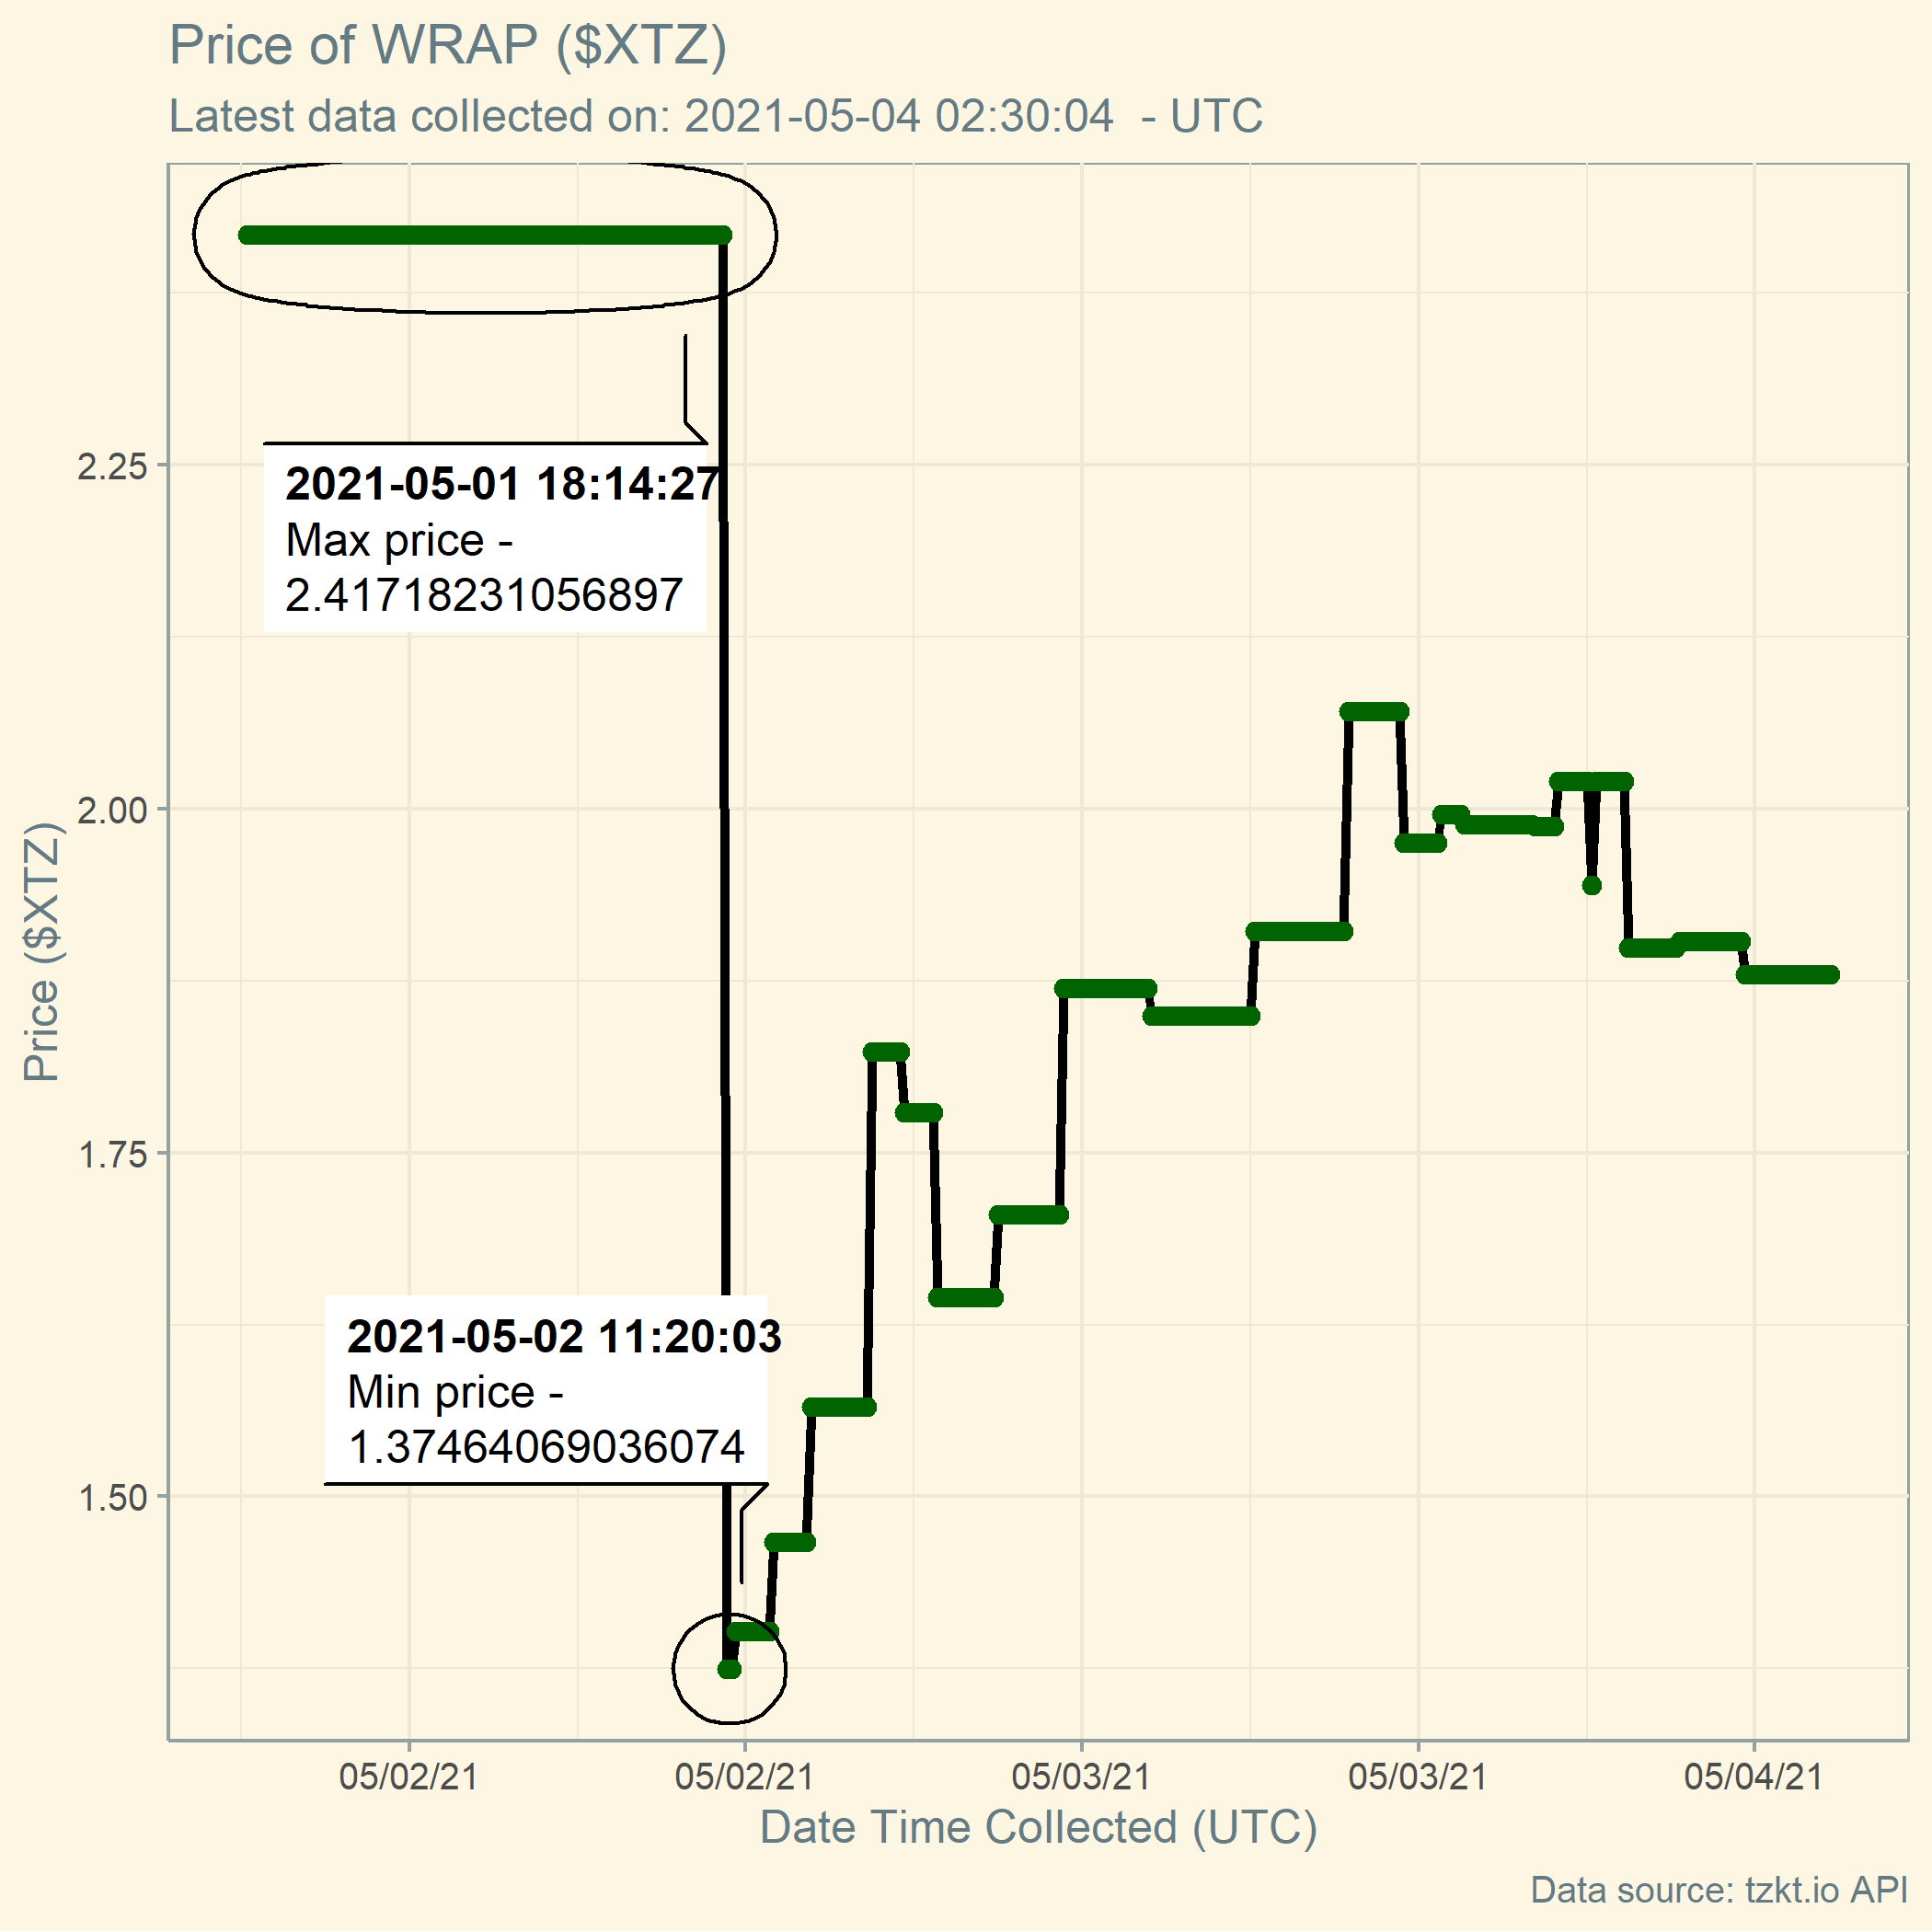 Price of WRAP ($XTZ)
Latest data collected on: 2021-05-04 02:30:04  - UTC
2021-05-01 18:14:27
Max price -
2.41718231056897
2.25
2.00
1.75
1.50
Price ($XTZ)
2021-05-02 11:20:03
Min price -
1.37464069036074
05/02/21 05/02/21 05/03/21 05/03/21 05/04/21
Date Time Collected (UTC)
Data source: tzkt.io API